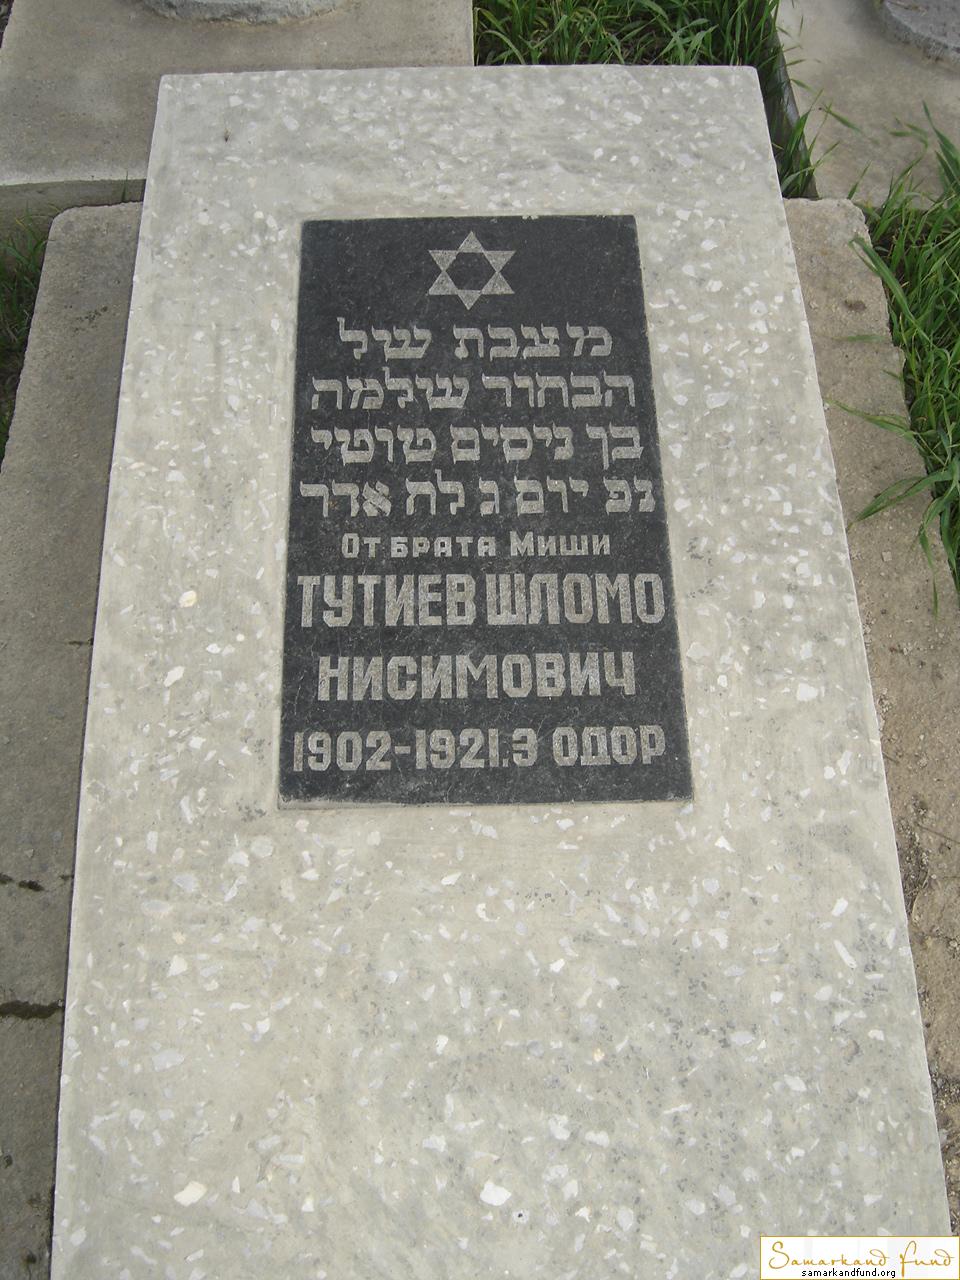 מצבת של
הבחור שלמה
בן ניסים טוטי
נפ יום ג לח אדר
От брата Миши
ТУТИЕВ ШЛОМО
НИСИМОВИЧ
1902-1921.3 ОДОР
Samarkand fund
samarkandfund.org